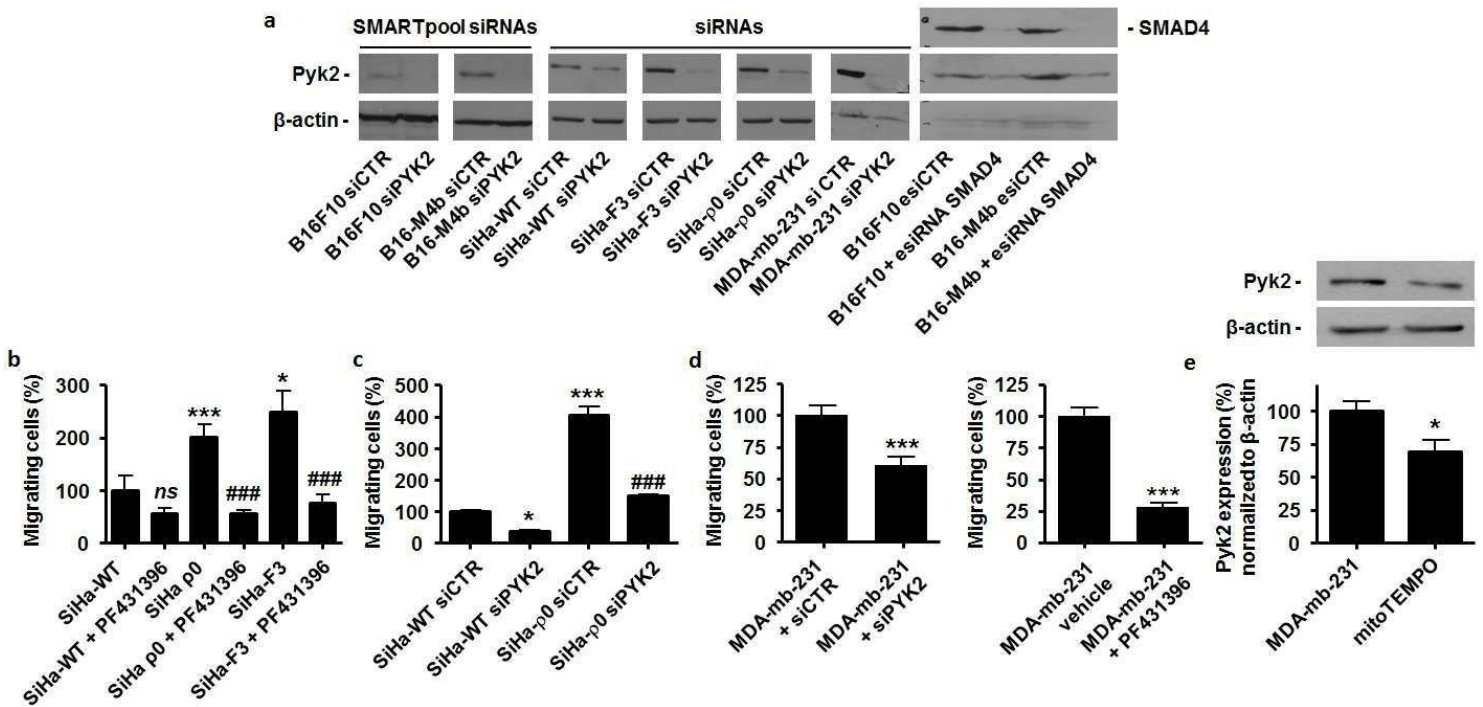 a
SMARTpool siRNAs
siRNAs
- SMAD4
Pyk2 -
β-actin -
B16F10 siCTR
B16F10 siPYK2
B16-M4b siCTR
B16-M4b siPYK2
SiHa-WT siCTR
SiHa-WT siPYK2
SiHa-F3 siCTR
SiHa-F3 siPYK2
SiHa-ρ0 siCTR
SiHa-ρ0 siPYK2
MDA-mb-231 si CTR
MDA-mb-231 siPYK2
B16F10 esiCTR
B16F10 + esiRNA SMAD4
B16-M4b esiCTR
B16-M4b + esiRNA SMAD4
b
Migrating cells (%)
300
200
100
0
ns
***
###
*
###
SiHa-WT
SiHa-WT + PF431396
SiHa ρ0
SiHa ρ0 + PF431396
SiHa-F3
SiHa-F3 + PF431396
c
Migrating cells (%)
500
400
300
200
100
0
*
***
###
SiHa-WT siCTR
SiHa-WT siPYK2
SiHa-ρ0 siCTR
SiHa-ρ0 siPYK2
d
Migrating cells (%)
125
100
75
50
25
0
***
MDA-mb-231
+ siCTR
MDA-mb-231
+ siPYK2
Migrating cells (%)
125
100
75
50
25
0
***
MDA-mb-231
vehicle
MDA-mb-231
+ PF431396
e
Pyk2 -
β-actin -
Pyk2 expression (%)
normalized to β-actin
100
75
50
25
0
*
MDA-mb-231
mitoTEMPO